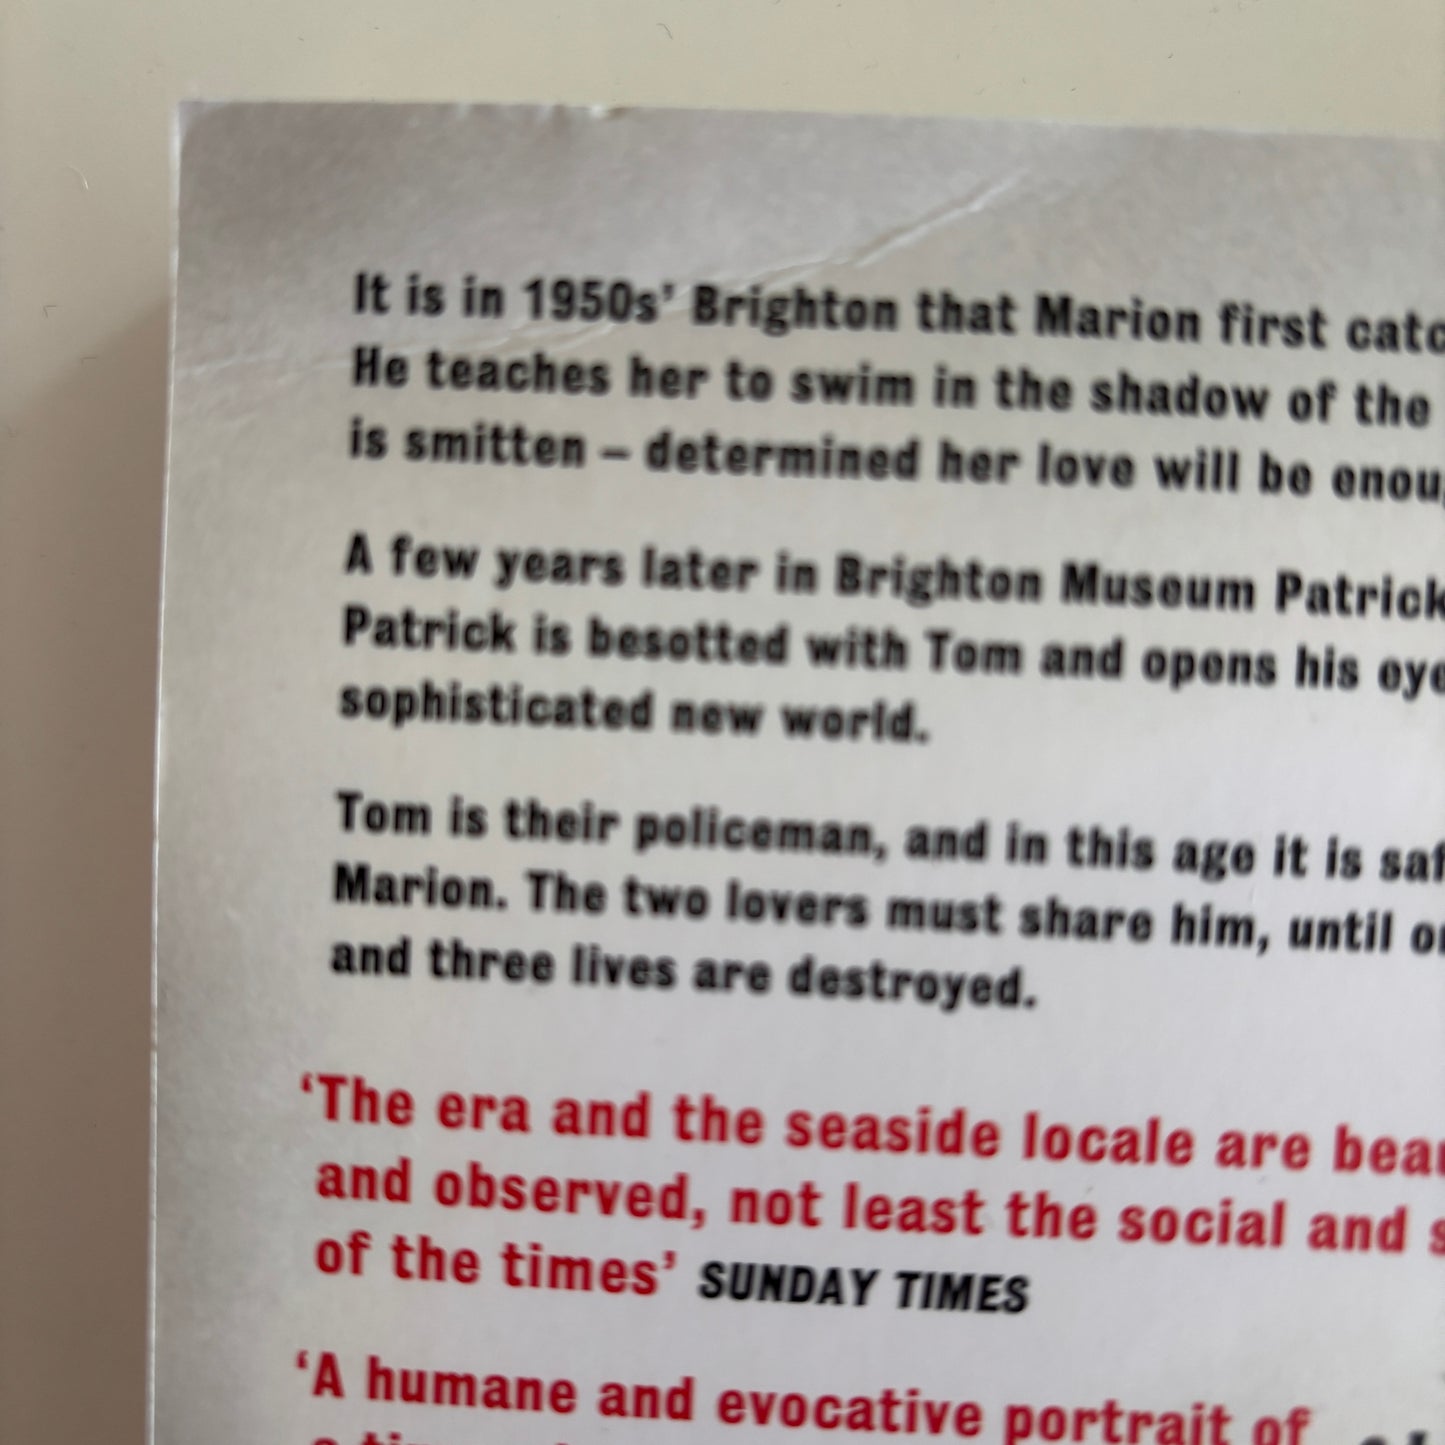 It is in 1950s’ Brighton that Marion first catc
He teaches her to swim in the shadow of the
is smitten – determined her love will be enou
A few years later in Brighton Museum Patrick
Patrick is besotted with Tom and opens his eye
sophisticated new world.
Tom is their policeman, and in this age it is saf
Marion. The two lovers must share him, until
and three lives are destroyed.
‘The era and the seaside locale are beau
and observed, not least the social and s
of the times’ SUNDAY TIMES
‘A humane and evocative portrait of